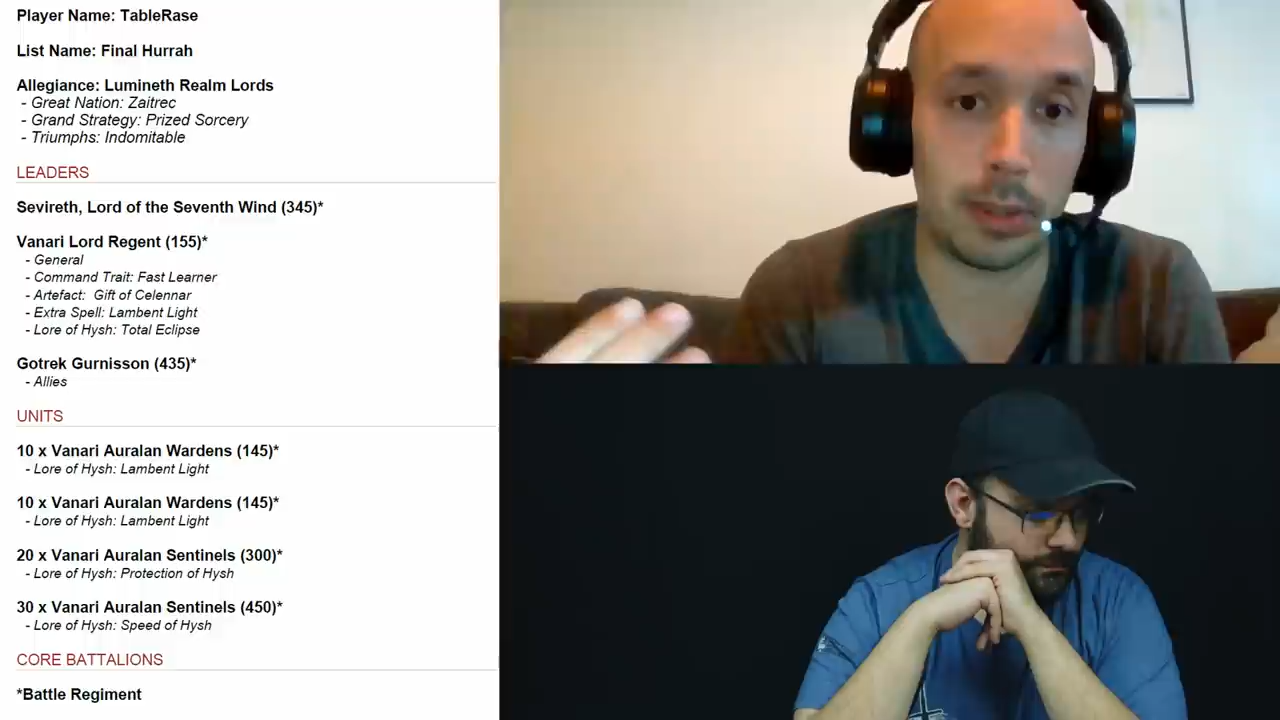 Player Name: TableRase
List Name: Final Hurrah
Allegiance: Lumineth Realm Lords
- Great Nation: Zaitrec
- Grand Strategy: Prized Sorcery
- Triumphs: Indomitable
LEADERS
Sevireth, Lord of the Seventh Wind (345)*
Vanari Lord Regent (155)*
- General
- Command Trait: Fast Learner
- Artefact: Gift of Celennar
- Extra Spell: Lambent Light
- Lore of Hysh: Total Eclipse
Gotrek Gurnisson (435)*
- Allies
UNITS
10 x Vanari Auralan Wardens (145)*
- Lore of Hysh: Lambent Light
10 x Vanari Auralan Wardens (145)*
- Lore of Hysh: Lambent Light
20 x Vanari Auralan Sentinels (300)*
- Lore of Hysh: Protection of Hysh
30 x Vanari Auralan Sentinels (450)*
- Lore of Hysh: Speed of Hysh
CORE BATTALIONS
*Battle Regiment